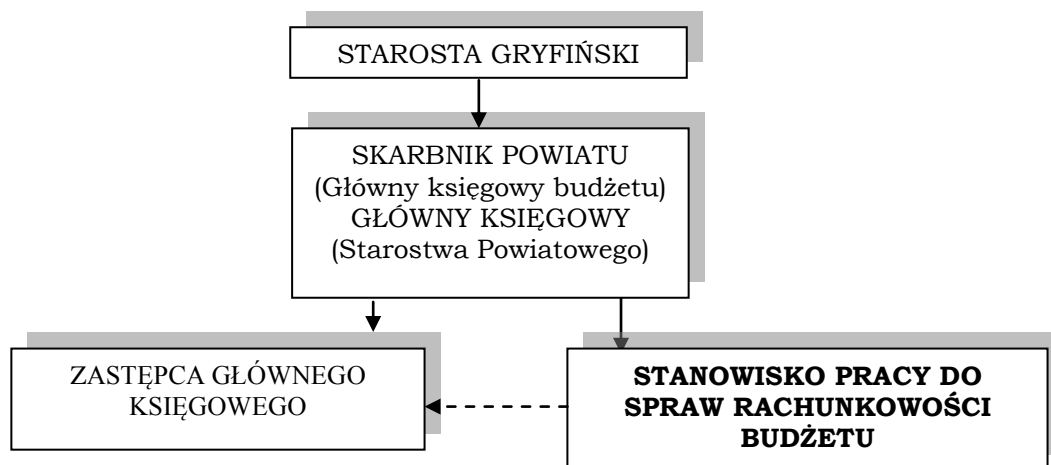 STAROSTA GRYFIŃSKI
SKARBNIK POWIATU
(Główny księgowy budżetu)
GŁÓWNY KSIĘGOWY
(Starostwa Powiatowego)
ZASTĘPCA GŁÓWNEGO
KSIĘGOWEGO
STANOWISKO PRACY DO
SPRAW RACHUNKOWOŚCI
BUDŻETU